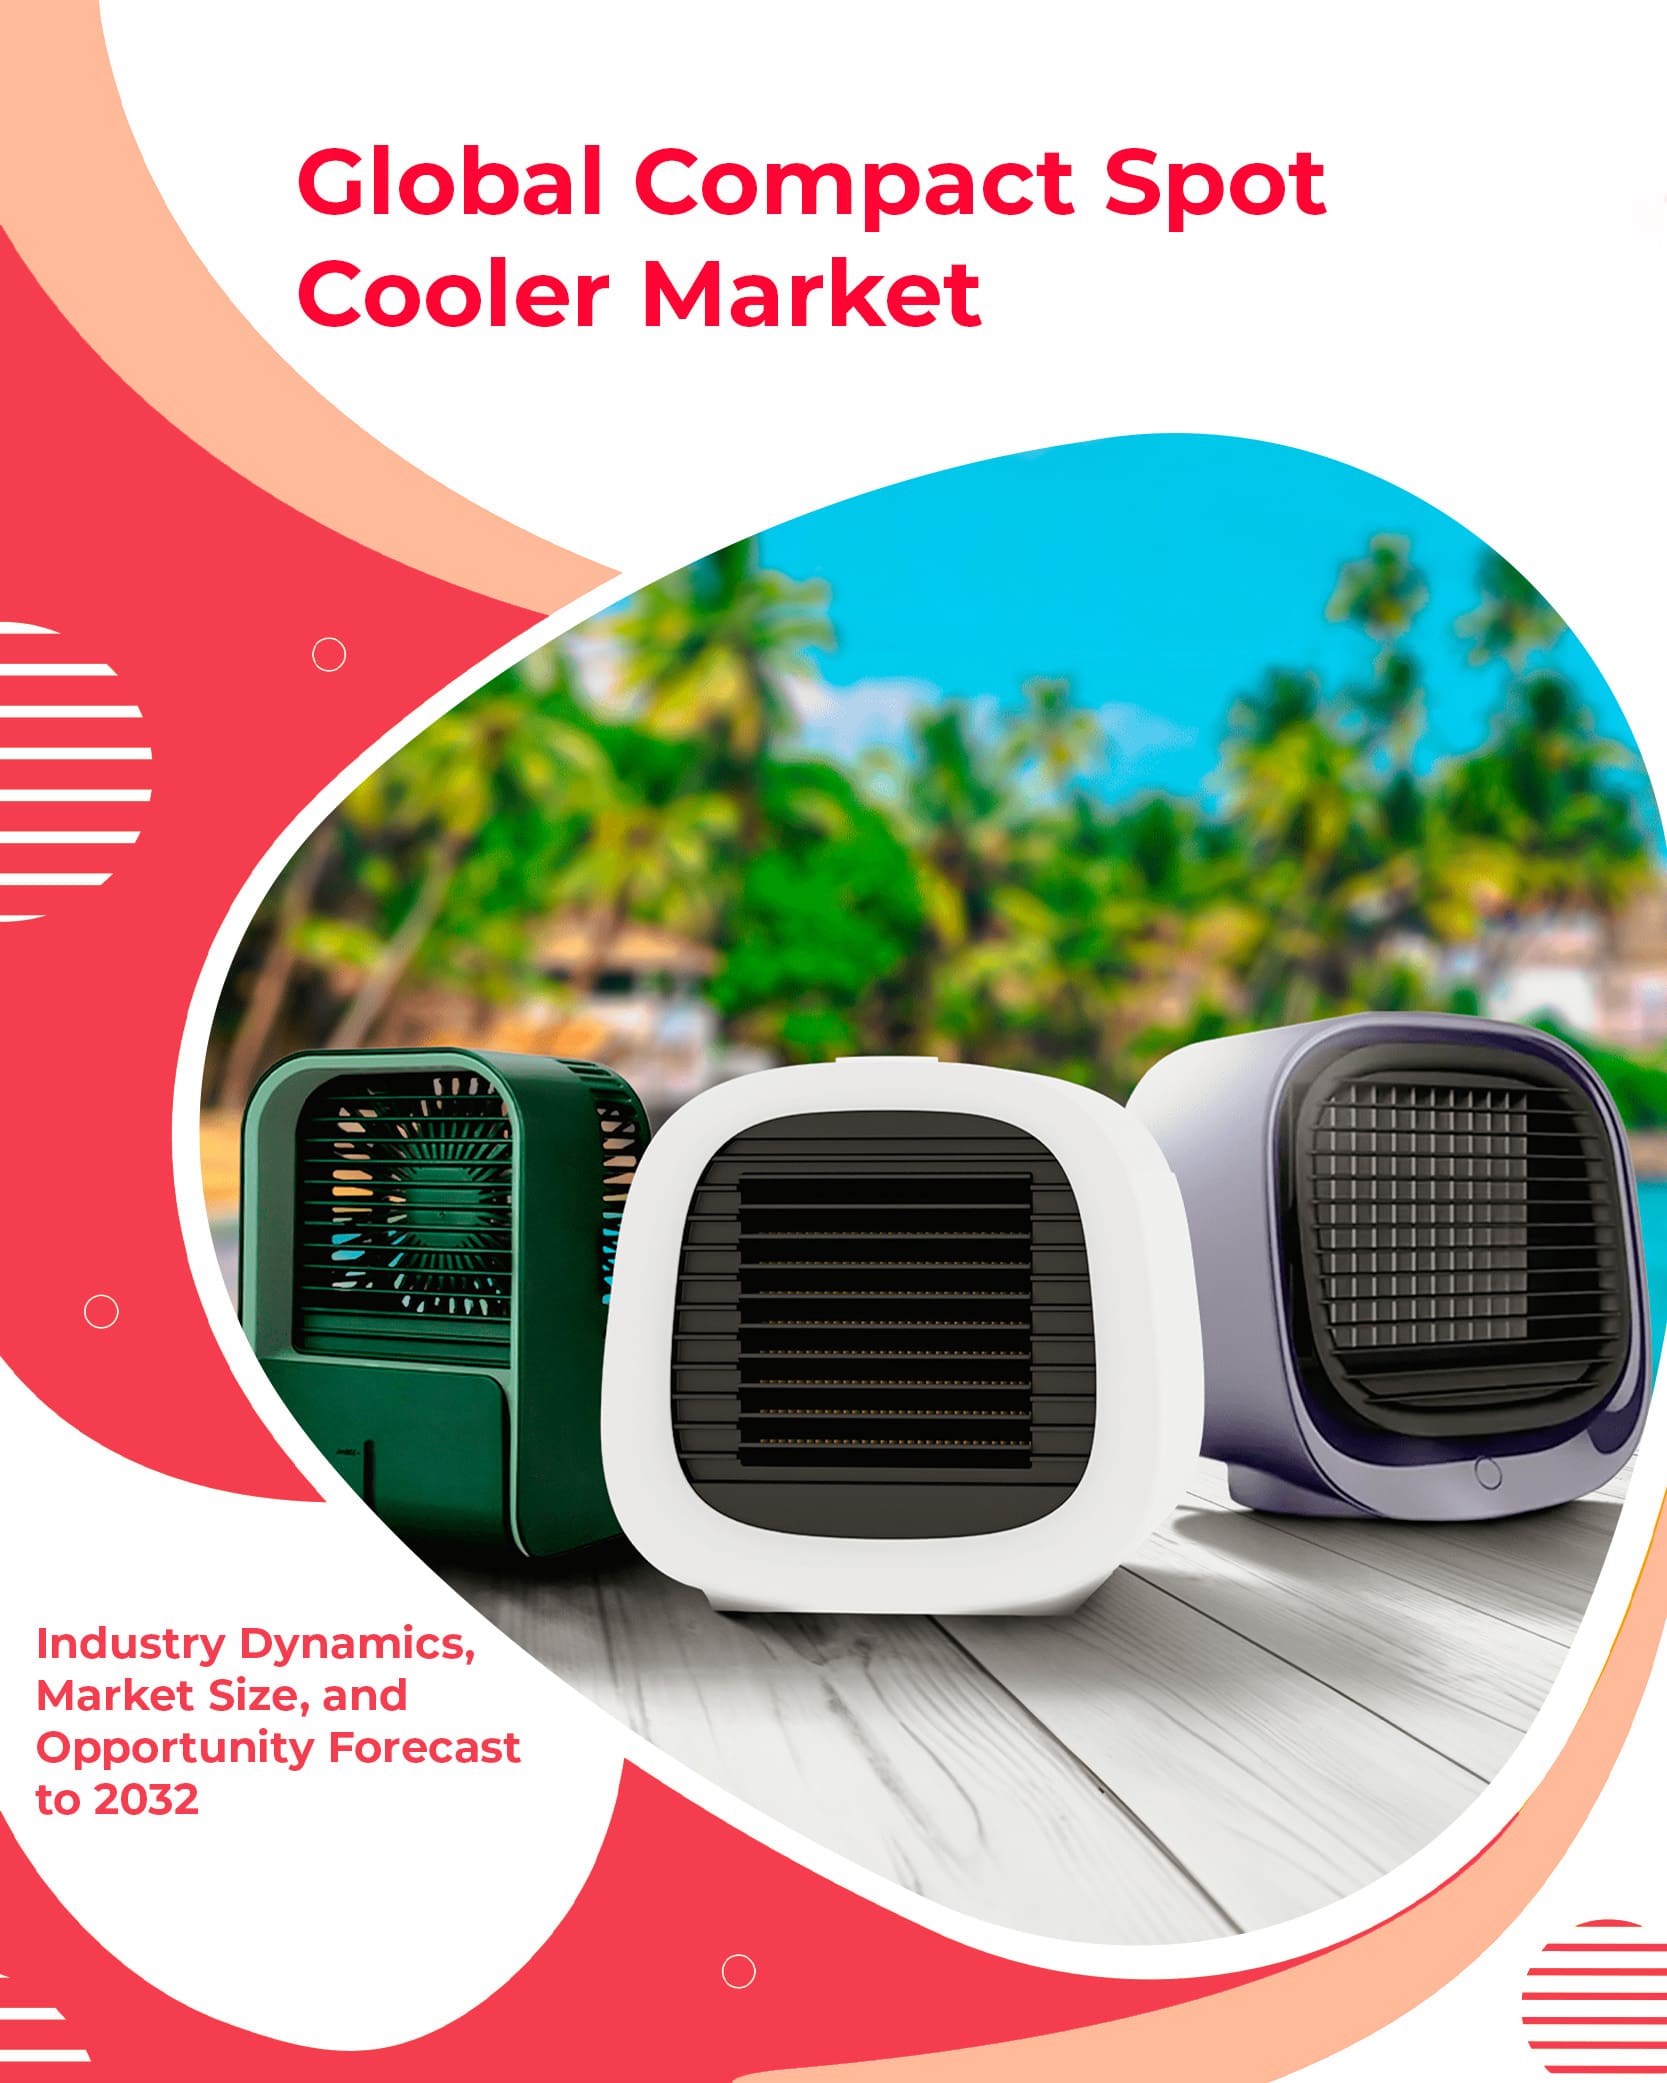 Global Compact Spot
Cooler Market
Industry Dynamics,
Market Size, and
Opportunity Forecast
to 2032